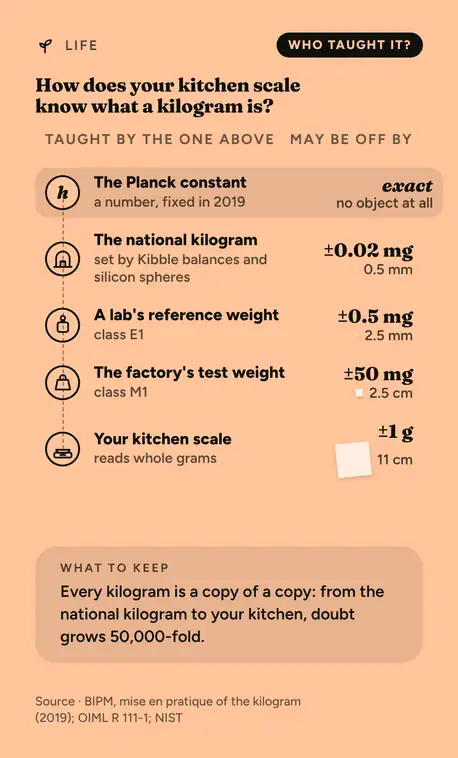 LIFE
WHO TAUGHT IT?
How does your kitchen scale
know what a kilogram is?
TAUGHT BY THE ONE ABOVE MAY BE OFF BY
h
The Planck constant
exact
a number, fixed in 2019
no object at all
The national kilogram
±0.02 mg
set by Kibble balances and
silicon spheres
0.5 mm
A lab's reference weight
±0.5 mg
class E1
2.5 mm
The factory's test weight
±50 mg
class M1
2.5 cm
Your kitchen scale
±1 g
reads whole grams
11 cm
WHAT TO KEEP
Every kilogram is a copy of a copy: from the
national kilogram to your kitchen, doubt
grows 50,000-fold.
Source · BIPM, mise en pratique of the kilogram
(2019); OIML R 111-1; NIST